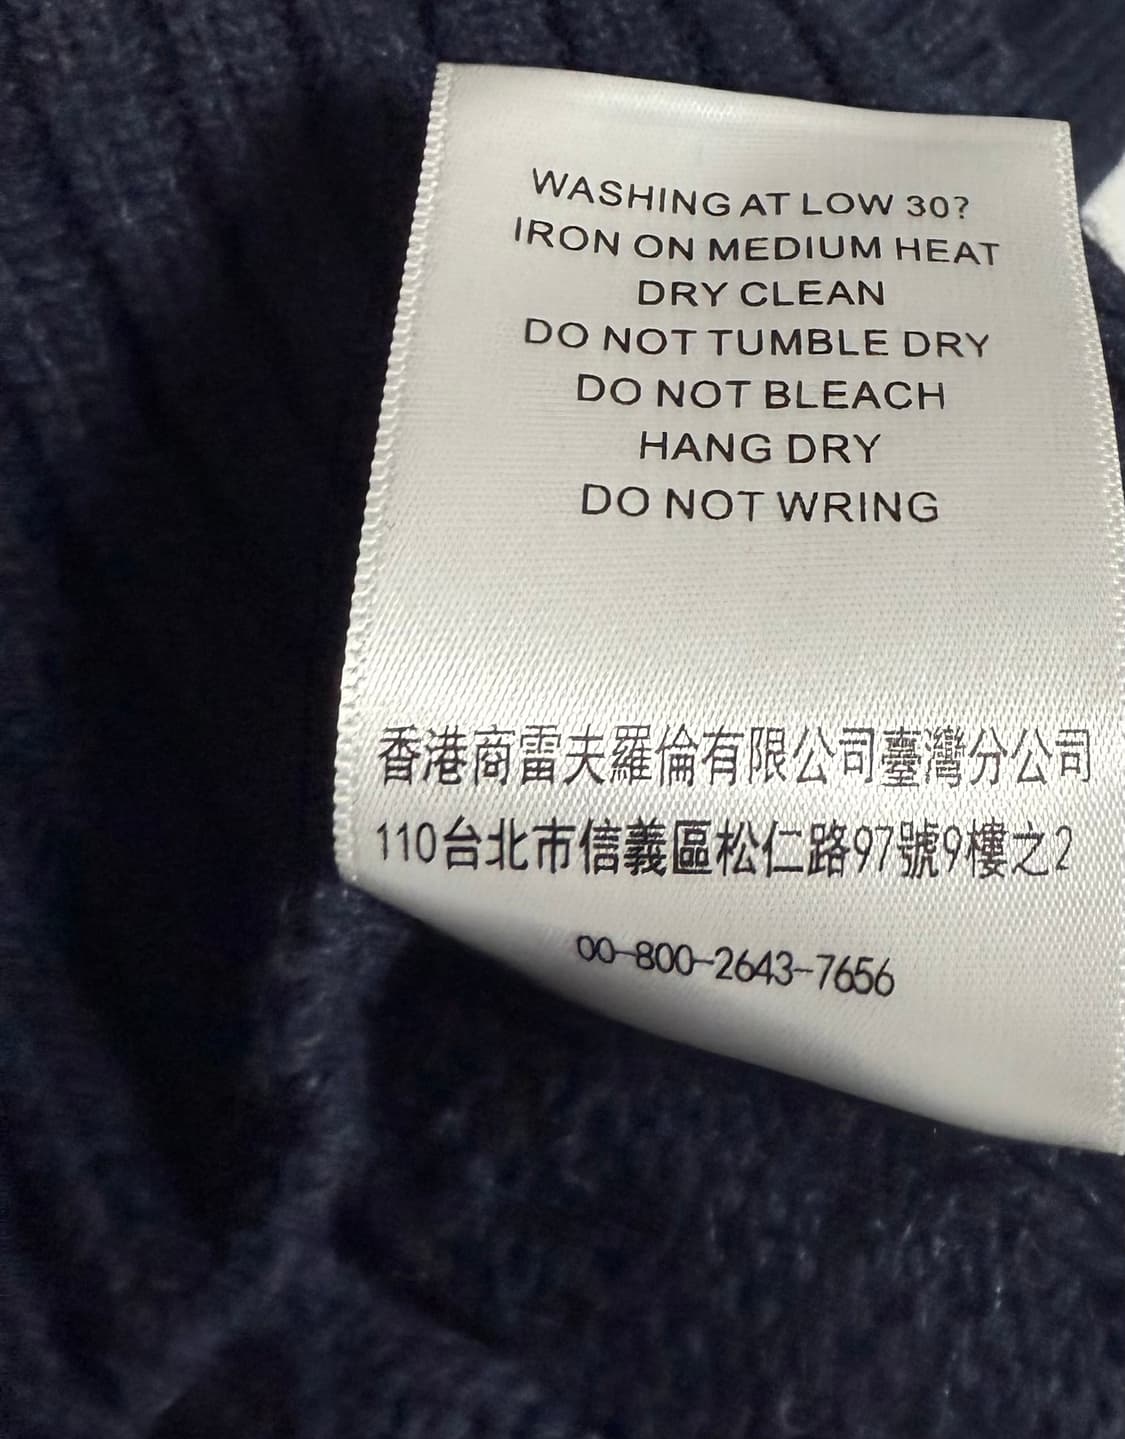 WASHING AT LOW 30?
IRON ON MEDIUM HEAT
DRY CLEAN
DO NOT TUMBLE DRY
DO NOT BLEACH
HANG DRY
DO NOT WRING
香港商雷夫羅倫有限公司臺灣分公司
110台北市信義區松仁路97號9樓之2
00-800-2643-7656